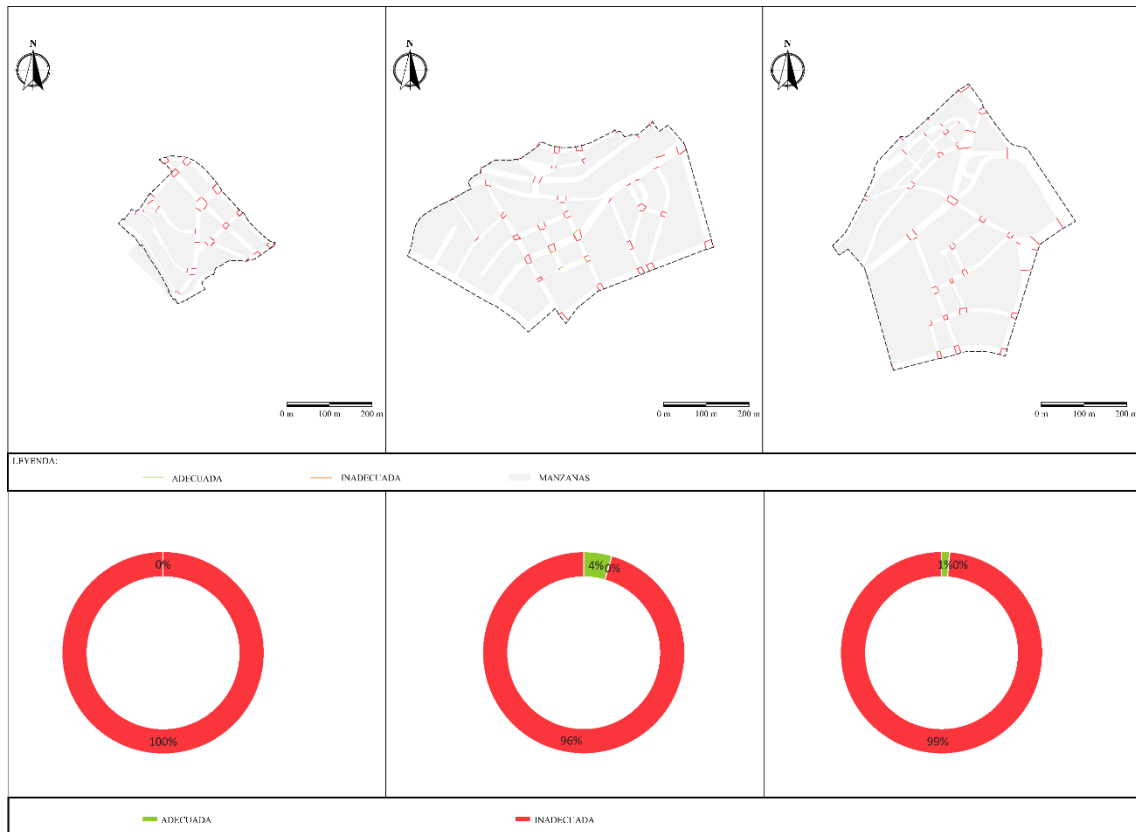 N
N
N
0 m 100 m 200 m
0 m 100 m 200 m
0 m 100 m 200 m
LEYENDA:
ADECUADA INADECUADA MANZANAS
0%
100%
4% 0%
96%
1% 0%
99%
ADECUADA INADECUADA